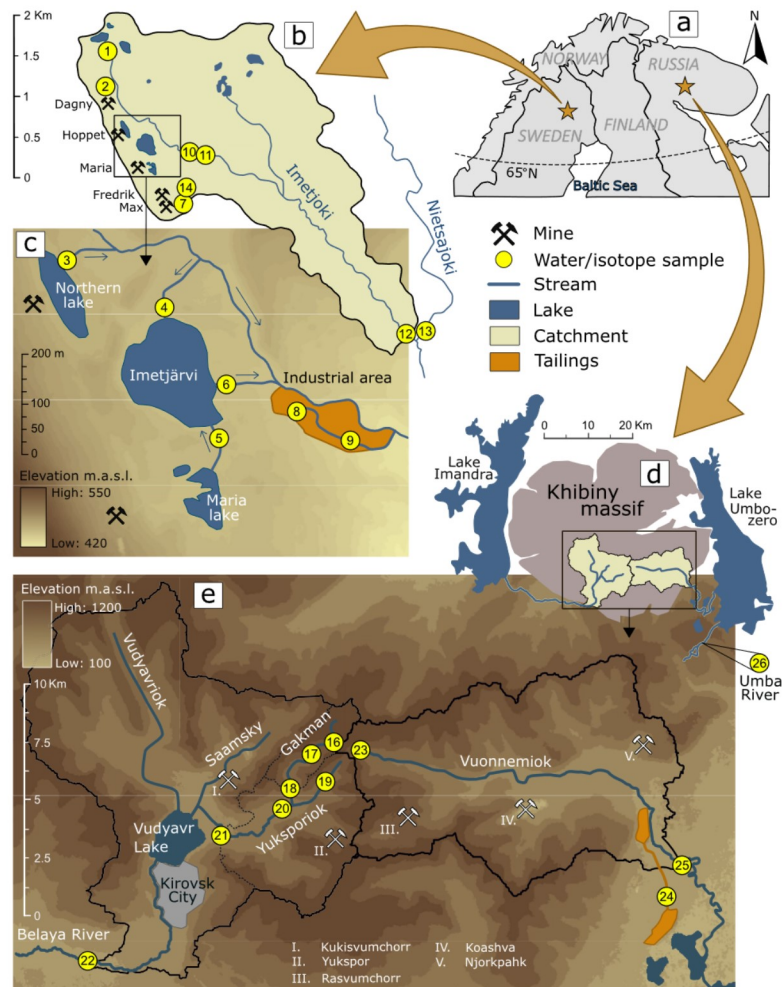 2 Km
1.5
1
0.5
0
b
1
2
Dagny
Hoppet
Maria
Fredrik
Max
10
11
14
7
Imetjoki
Nietsajoki
12
13
a
N
NORWAY
RUSSIA
SWEDEN
FINLAND
65°N
Baltic Sea
Mine
Water/isotope sample
Stream
Lake
Catchment
Tailings
c
3
Northern
lake
4
200 m
100
50
0
Imetjärvi
6
Industrial area
8
9
5
Maria
lake
Elevation m.a.s.l.
High: 550
Low: 420
0 10 20 Km
d
Lake
Imandra
Khibiny
massif
Lake
Umbo-
zero
26
Umba
River
e
Elevation m.a.s.l.
High: 1200
Low: 100
10 Km
7.5
5
2.5
0
Vudyavriok
Saamsky
Gakman
16
17
23
18
19
20
21
Yuksporiok
Vuonnemiok
I.
II.
III.
IV.
V.
Vudyavr
Lake
Kirovsk
City
25
24
Belaya River
22
I. Kukisvumchorr
II. Yukspor
III. Rasvumchorr
IV. Koashva
V. Njorkpahk